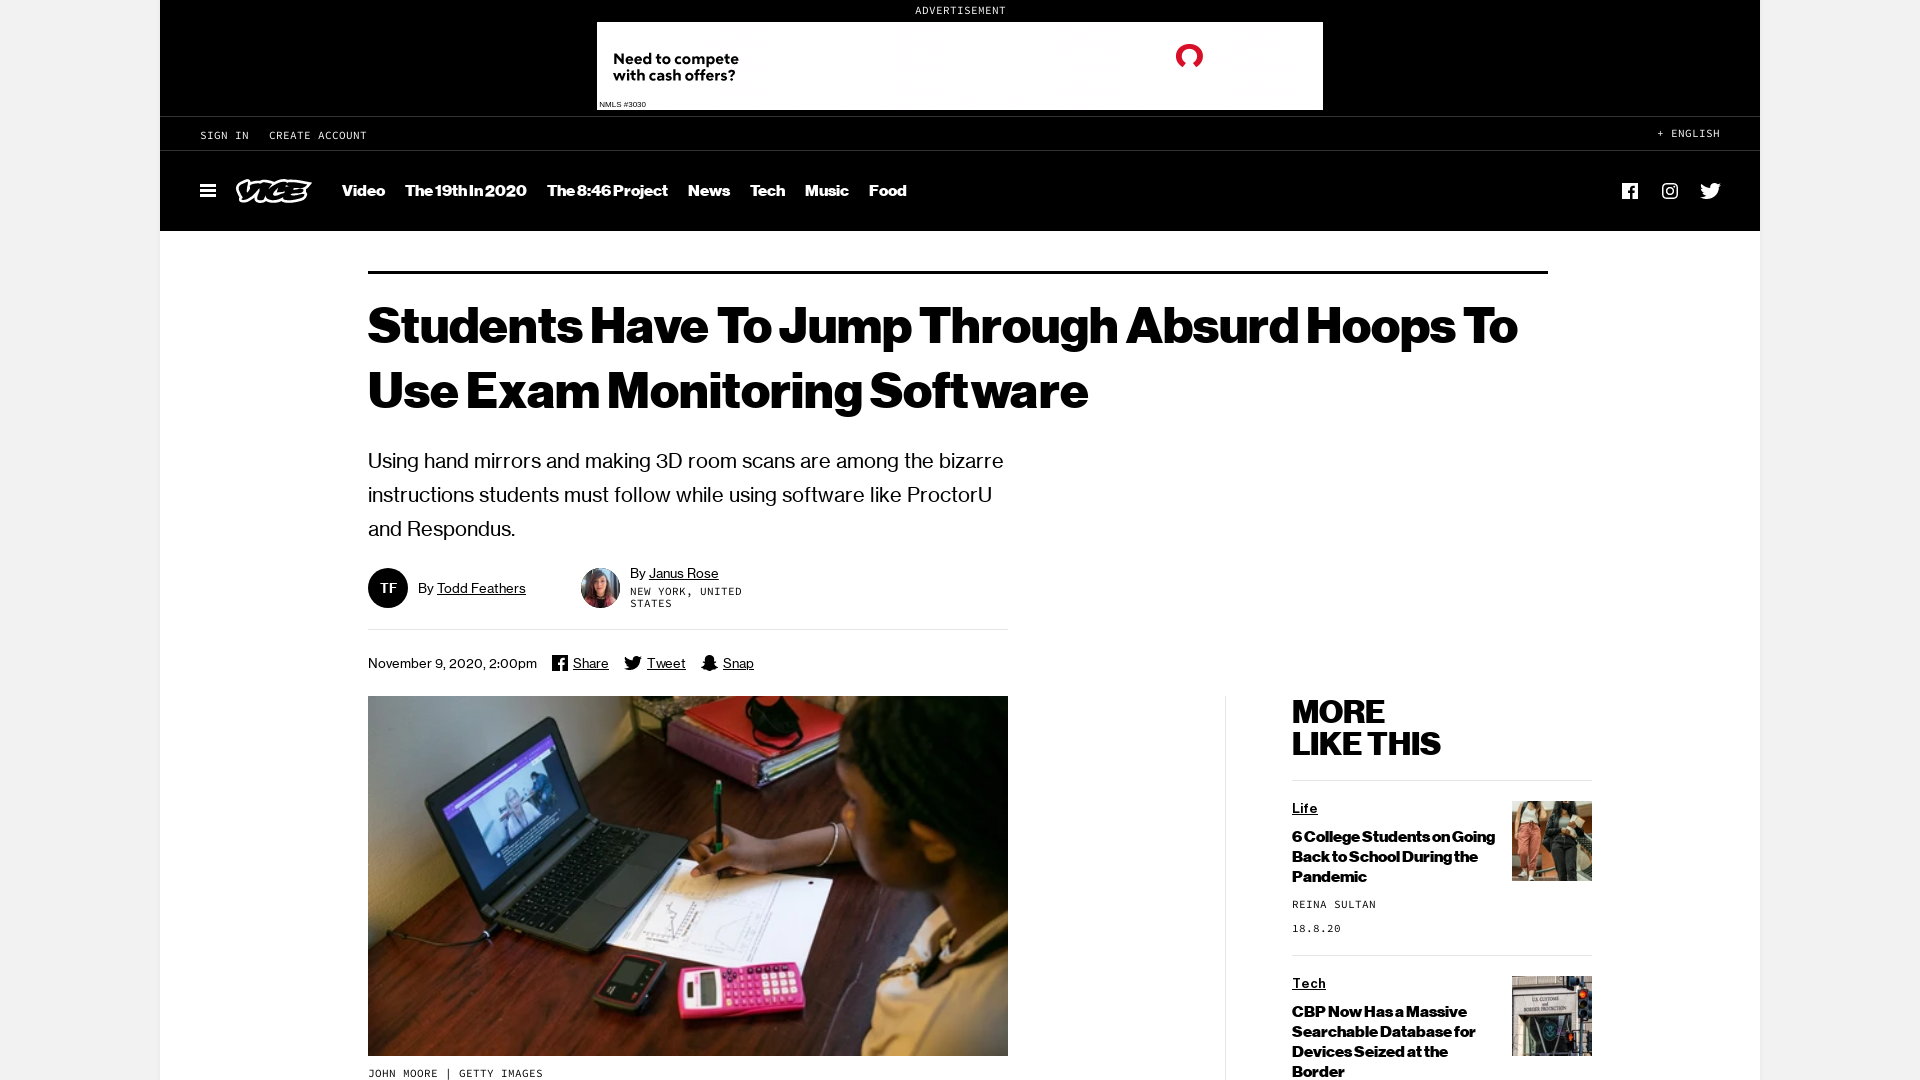 ADVERTISEMENT
Need to compete
with cash offers?
NMLS #3030
SIGN IN CREATE ACCOUNT
+ ENGLISH
VICE
Video The 19th In 2020 The 8:46 Project News Tech Music Food
Students Have To Jump Through Absurd Hoops To
Use Exam Monitoring Software
Using hand mirrors and making 3D room scans are among the bizarre
instructions students must follow while using software like ProctorU
and Respondus.
TF
By Todd Feathers
By Janus Rose
NEW YORK, UNITED
STATES
November 9, 2020, 2:00pm Share Tweet Snap
JOHN MOORE | GETTY IMAGES
MORE
LIKE THIS
Life
6 College Students on Going
Back to School During the
Pandemic
REINA SULTAN
18.8.20
Tech
CBP Now Has a Massive
Searchable Database for
Devices Seized at the
Border